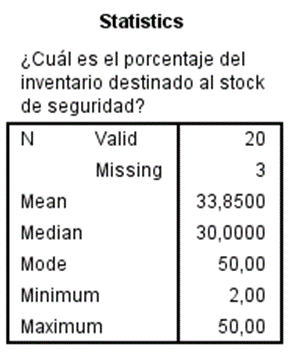 Statistics
¿Cuál es el porcentaje del
inventario destinado al stock
de seguridad?
N Valid 20
Missing 3
Mean 33,8500
Median 30,0000
Mode 50,00
Minimum 2,00
Maximum 50,00